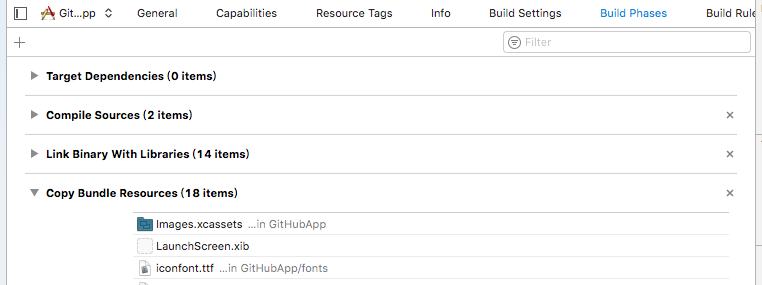 Git...pp General Capabilities Resource Tags Info Build Settings Build Phases Build Rule
Filter
Target Dependencies (0 items)
Compile Sources (2 items)
Link Binary With Libraries (14 items)
Copy Bundle Resources (18 items)
Images.xcassets ...in GitHubApp
LaunchScreen.xib
iconfont.ttf ...in GitHubApp/fonts